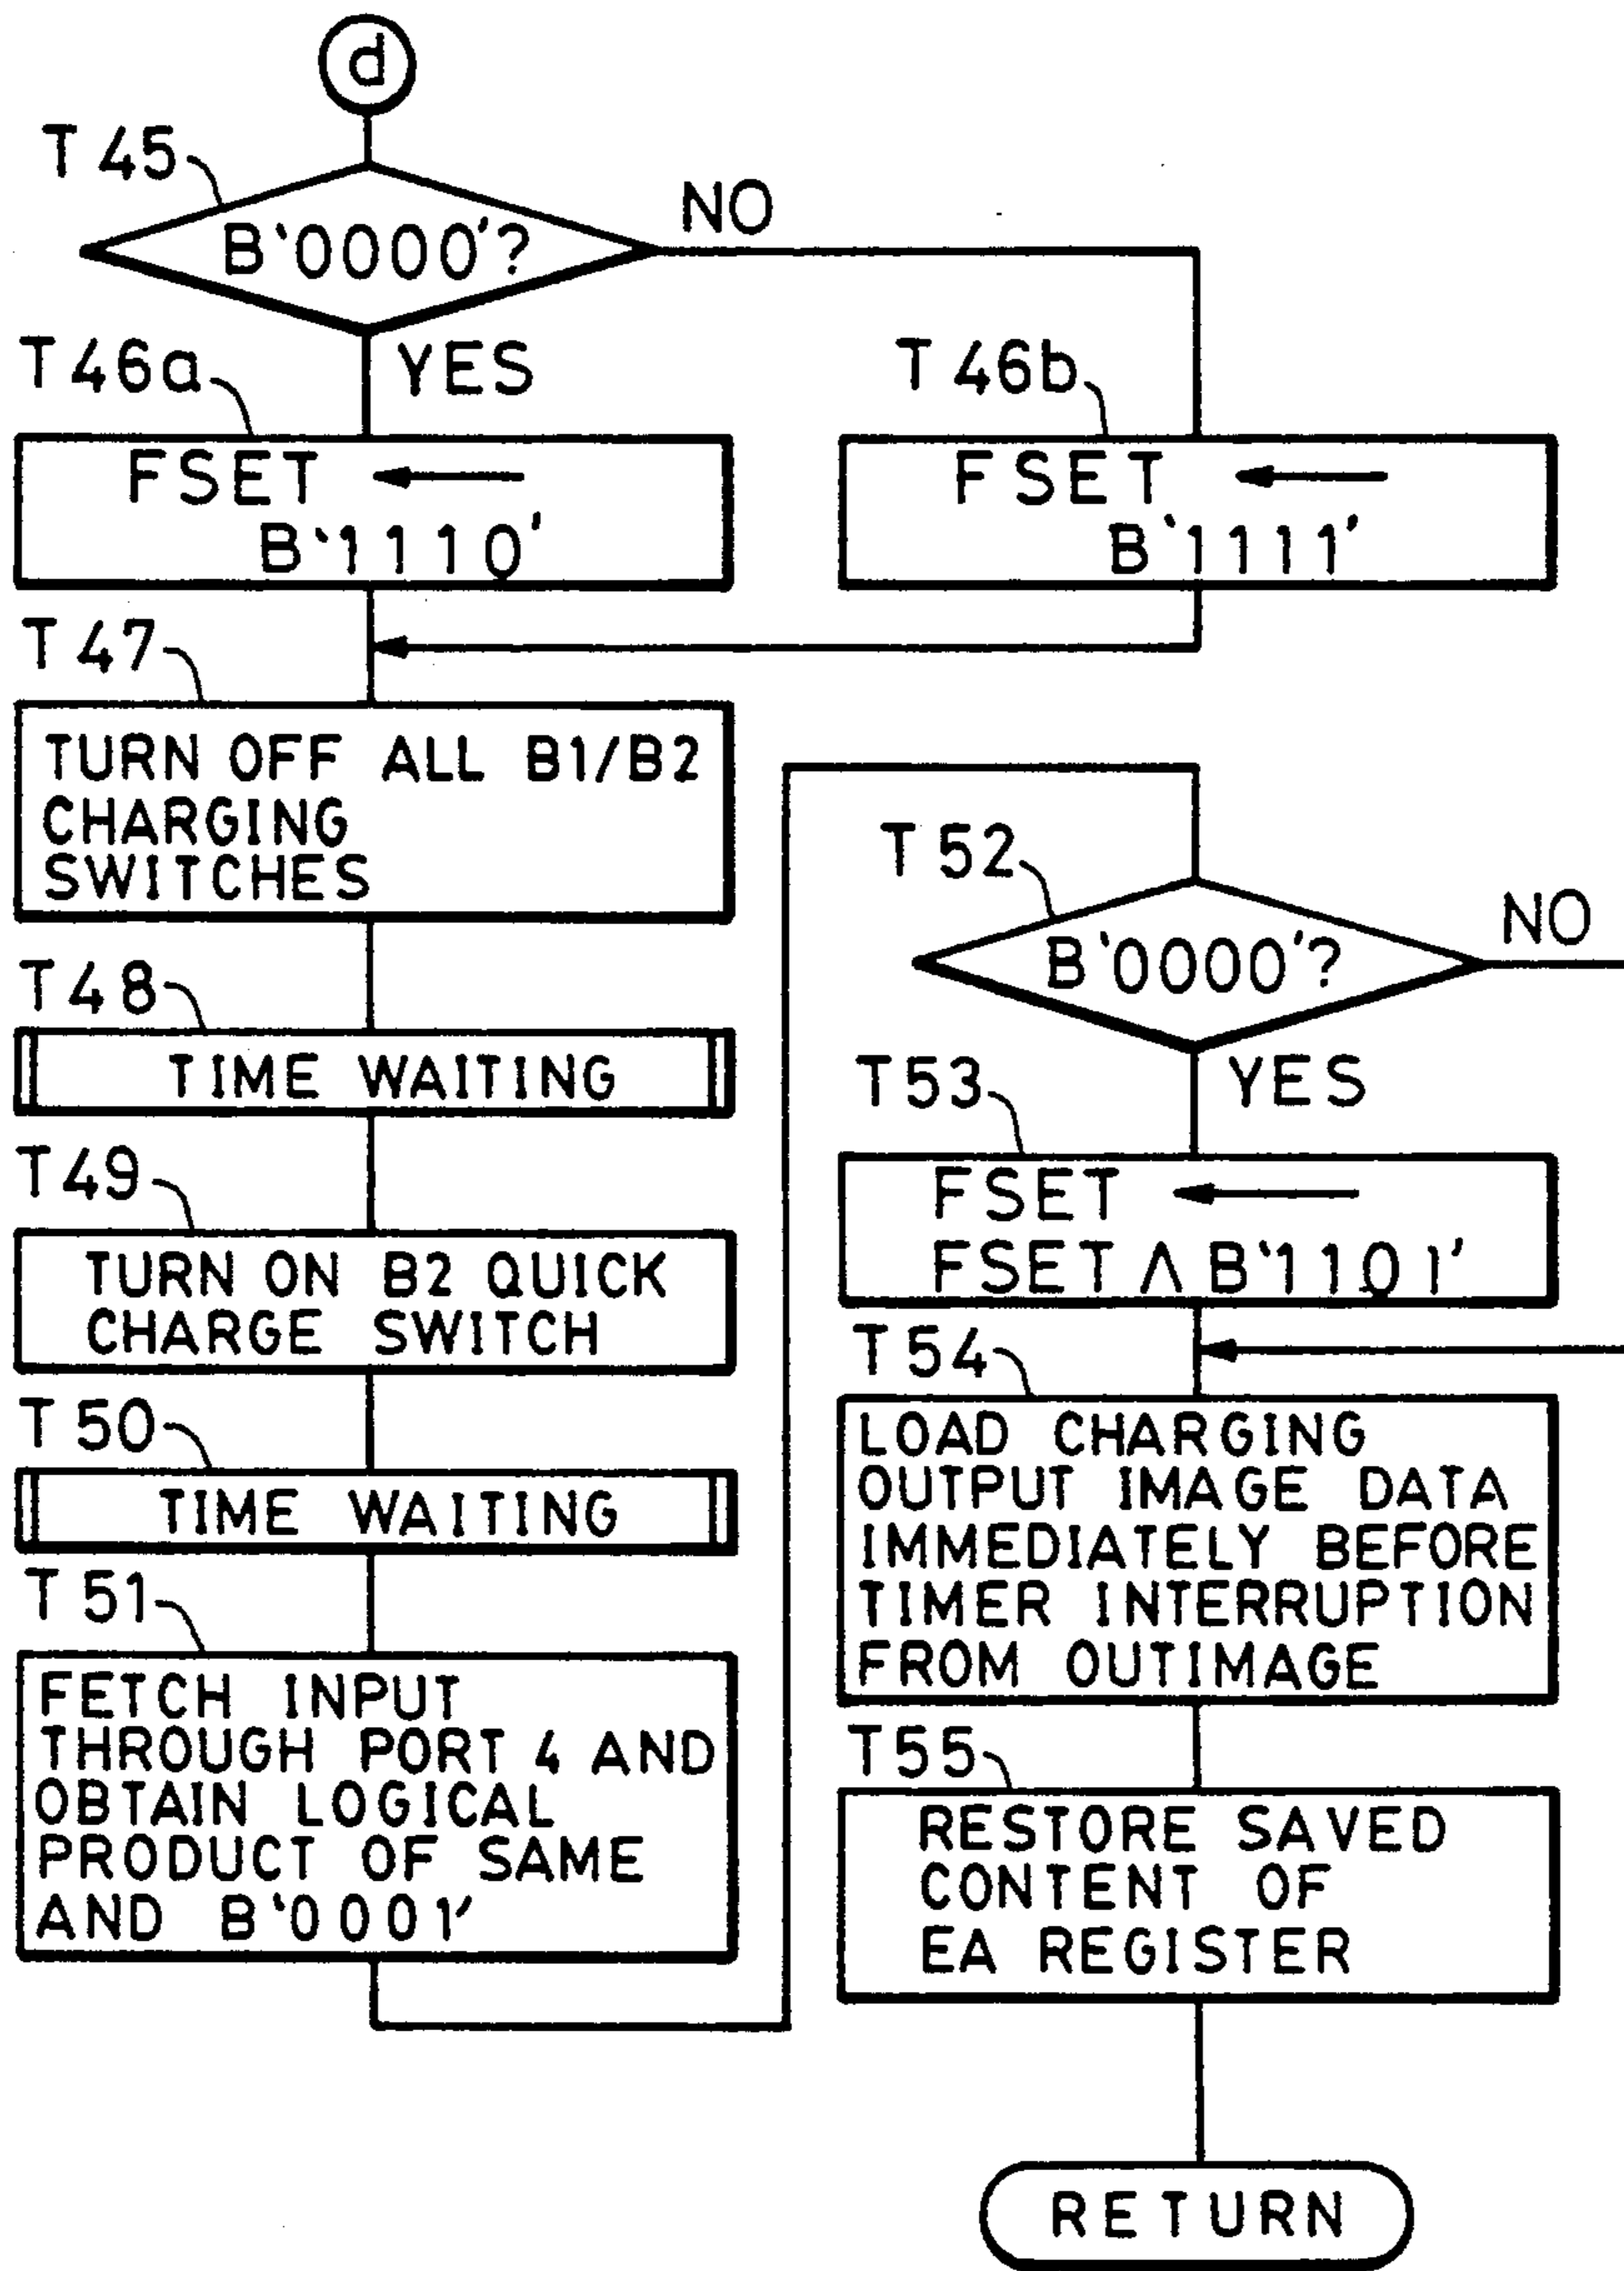 d
T45
B'0000'?
NO
T46a
YES
FSET ←
B'1110'
T46b
FSET ←
B'1111'
T47
TURN OFF ALL B1/B2
CHARGING
SWITCHES
T48
TIME WAITING
T49
TURN ON B2 QUICK
CHARGE SWITCH
T50
TIME WAITING
T51
FETCH INPUT
THROUGH PORT 4 AND
OBTAIN LOGICAL
PRODUCT OF SAME
AND B'0001'
T52
B'0000'?
NO
T53
YES
FSET ←
FSET Λ B'1101'
T54
LOAD CHARGING
OUTPUT IMAGE DATA
IMMEDIATELY BEFORE
TIMER INTERRUPTION
FROM OUTIMAGE
T55
RESTORE SAVED
CONTENT OF
EA REGISTER
RETURN